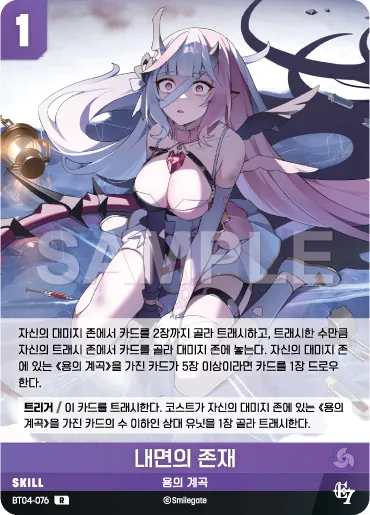 1
SAMPLE
자신의 대미지 존에서 카드를 2장까지 골라 트래시하고, 트래시한 수만큼
자신의 트래시 존에서 카드를 골라 대미지 존에 놓는다. 자신의 대미지 존
에 있는 《용의 계곡》을 가진 카드가 5장 이상이라면 카드를 1장 드로우
한다.
트리거 / 이 카드를 트래시한다. 코스트가 자신의 대미지 존에 있는 《용의
계곡》을 가진 카드의 수 이하인 상대 유닛을 1장 골라 트래시한다.
내면의 존재
SKILL 용의 계곡
BT04-076 R ©Smilegate